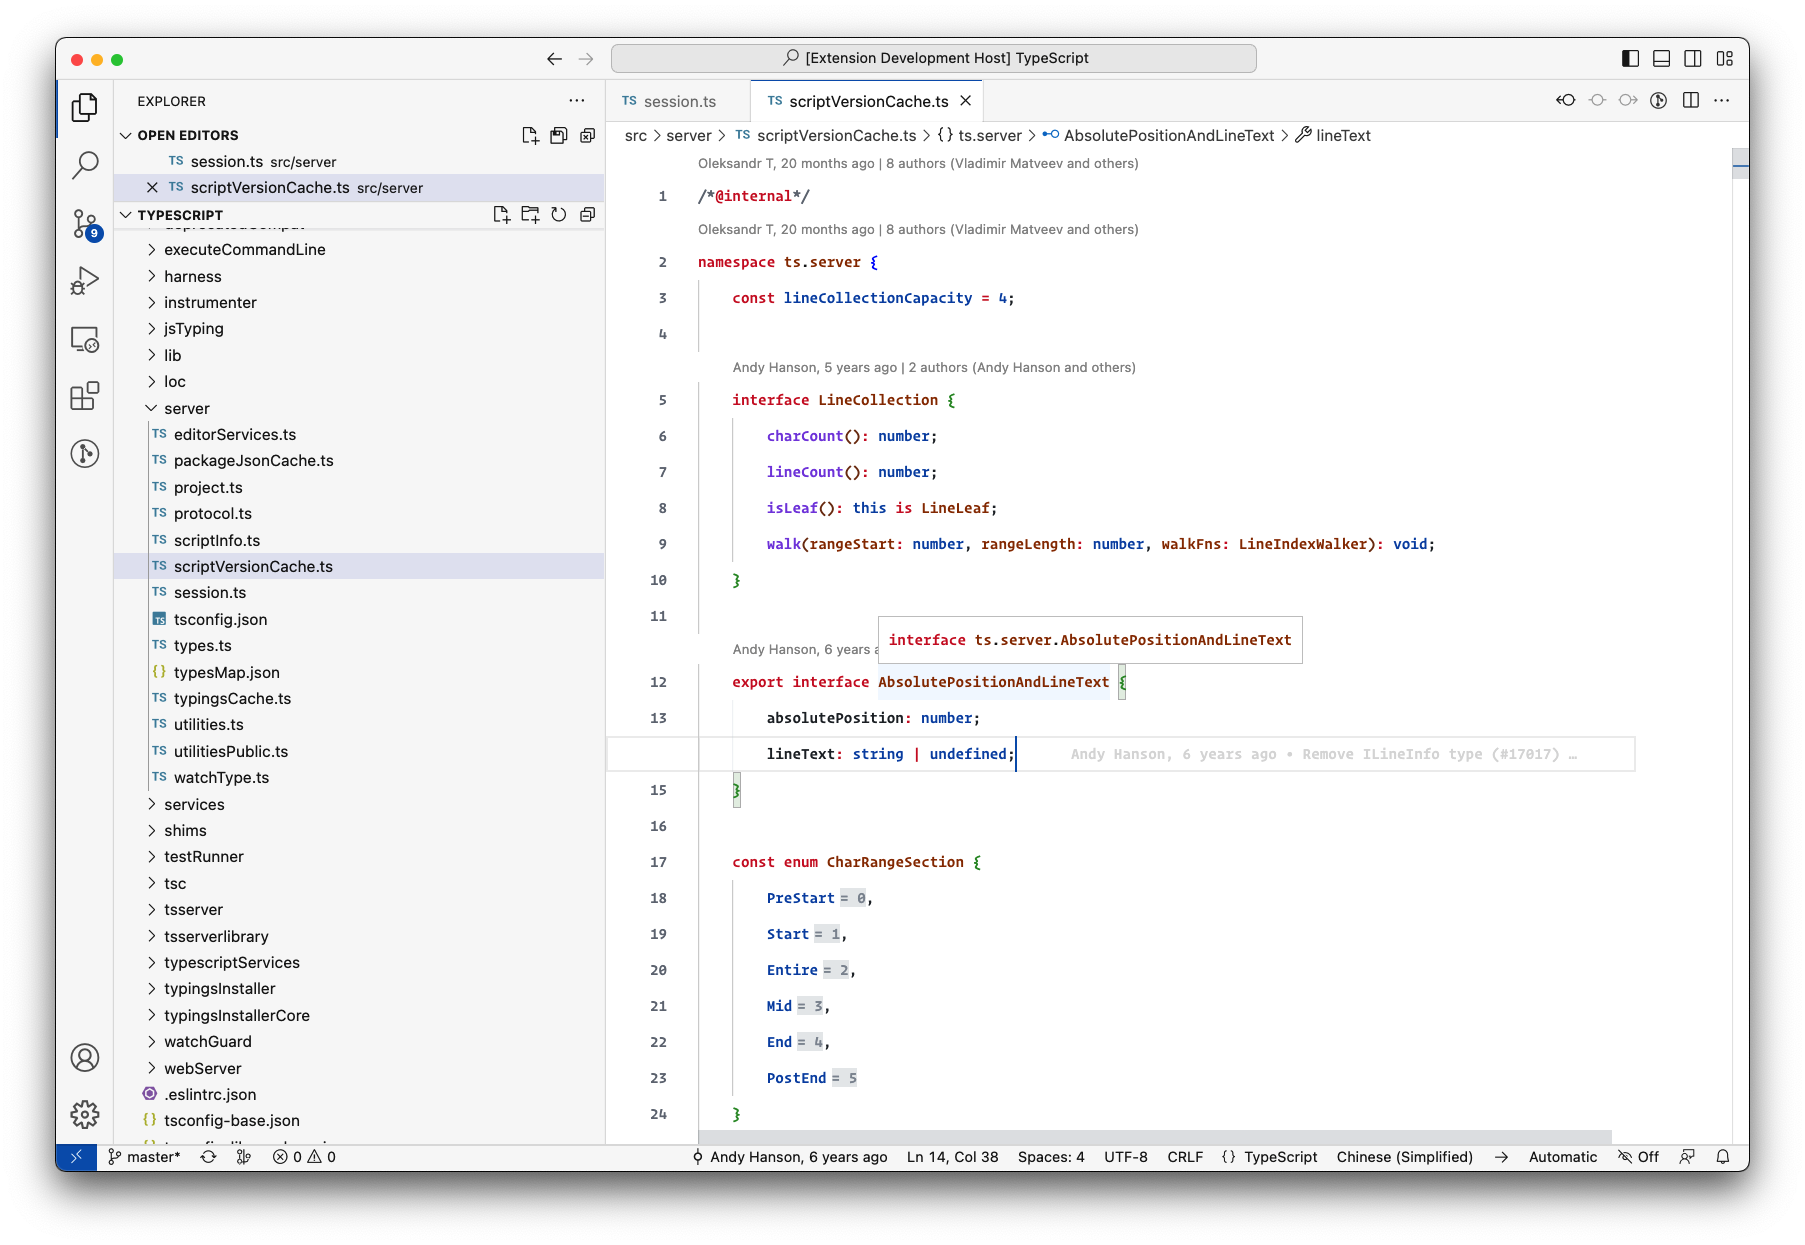 [Extension Development Host] TypeScript
EXPLORER
OPEN EDITORS
TS session.ts src/server
TS scriptVersionCache.ts src/server
TYPESCRIPT
executeCommandLine
harness
instrumenter
jsTyping
lib
loc
server
TS editorServices.ts
TS packageJsonCache.ts
TS project.ts
TS protocol.ts
TS scriptInfo.ts
TS scriptVersionCache.ts
TS session.ts
TS tsconfig.json
TS types.ts
{} typesMap.json
TS typingsCache.ts
TS utilities.ts
TS utilitiesPublic.ts
TS watchType.ts
services
shims
testRunner
tsc
tsserver
tsserverlibrary
typescriptServices
typingsInstaller
typingsInstallerCore
watchGuard
webServer
.eslintrc.json
{} tsconfig-base.json
9
TS session.ts
TS scriptVersionCache.ts
src > server > TS scriptVersionCache.ts > {} ts.server > AbsolutePositionAndLineText > lineText
Oleksandr T, 20 months ago | 8 authors (Vladimir Matveev and others)
1 /*@internal*/
Oleksandr T, 20 months ago | 8 authors (Vladimir Matveev and others)
2 namespace ts.server {
3 const lineCollectionCapacity = 4;
4
Andy Hanson, 5 years ago | 2 authors (Andy Hanson and others)
5 interface LineCollection {
6 charCount(): number;
7 lineCount(): number;
8 isLeaf(): this is LineLeaf;
9 walk(rangeStart: number, rangeLength: number, walkFns: LineIndexWalker): void;
10 }
11
interface ts.server.AbsolutePositionAndLineText
Andy Hanson, 6 years a
12 export interface AbsolutePositionAndLineText {
13 absolutePosition: number;
lineText: string | undefined; Andy Hanson, 6 years ago • Remove ILineInfo type (#17017) …
15 }
16
17 const enum CharRangeSection {
18 PreStart = 0,
19 Start = 1,
20 Entire = 2,
21 Mid = 3,
22 End = 4,
23 PostEnd = 5
24 }
master* 0 0 Andy Hanson, 6 years ago Ln 14, Col 38 Spaces: 4 UTF-8 CRLF {} TypeScript Chinese (Simplified) → Automatic Off